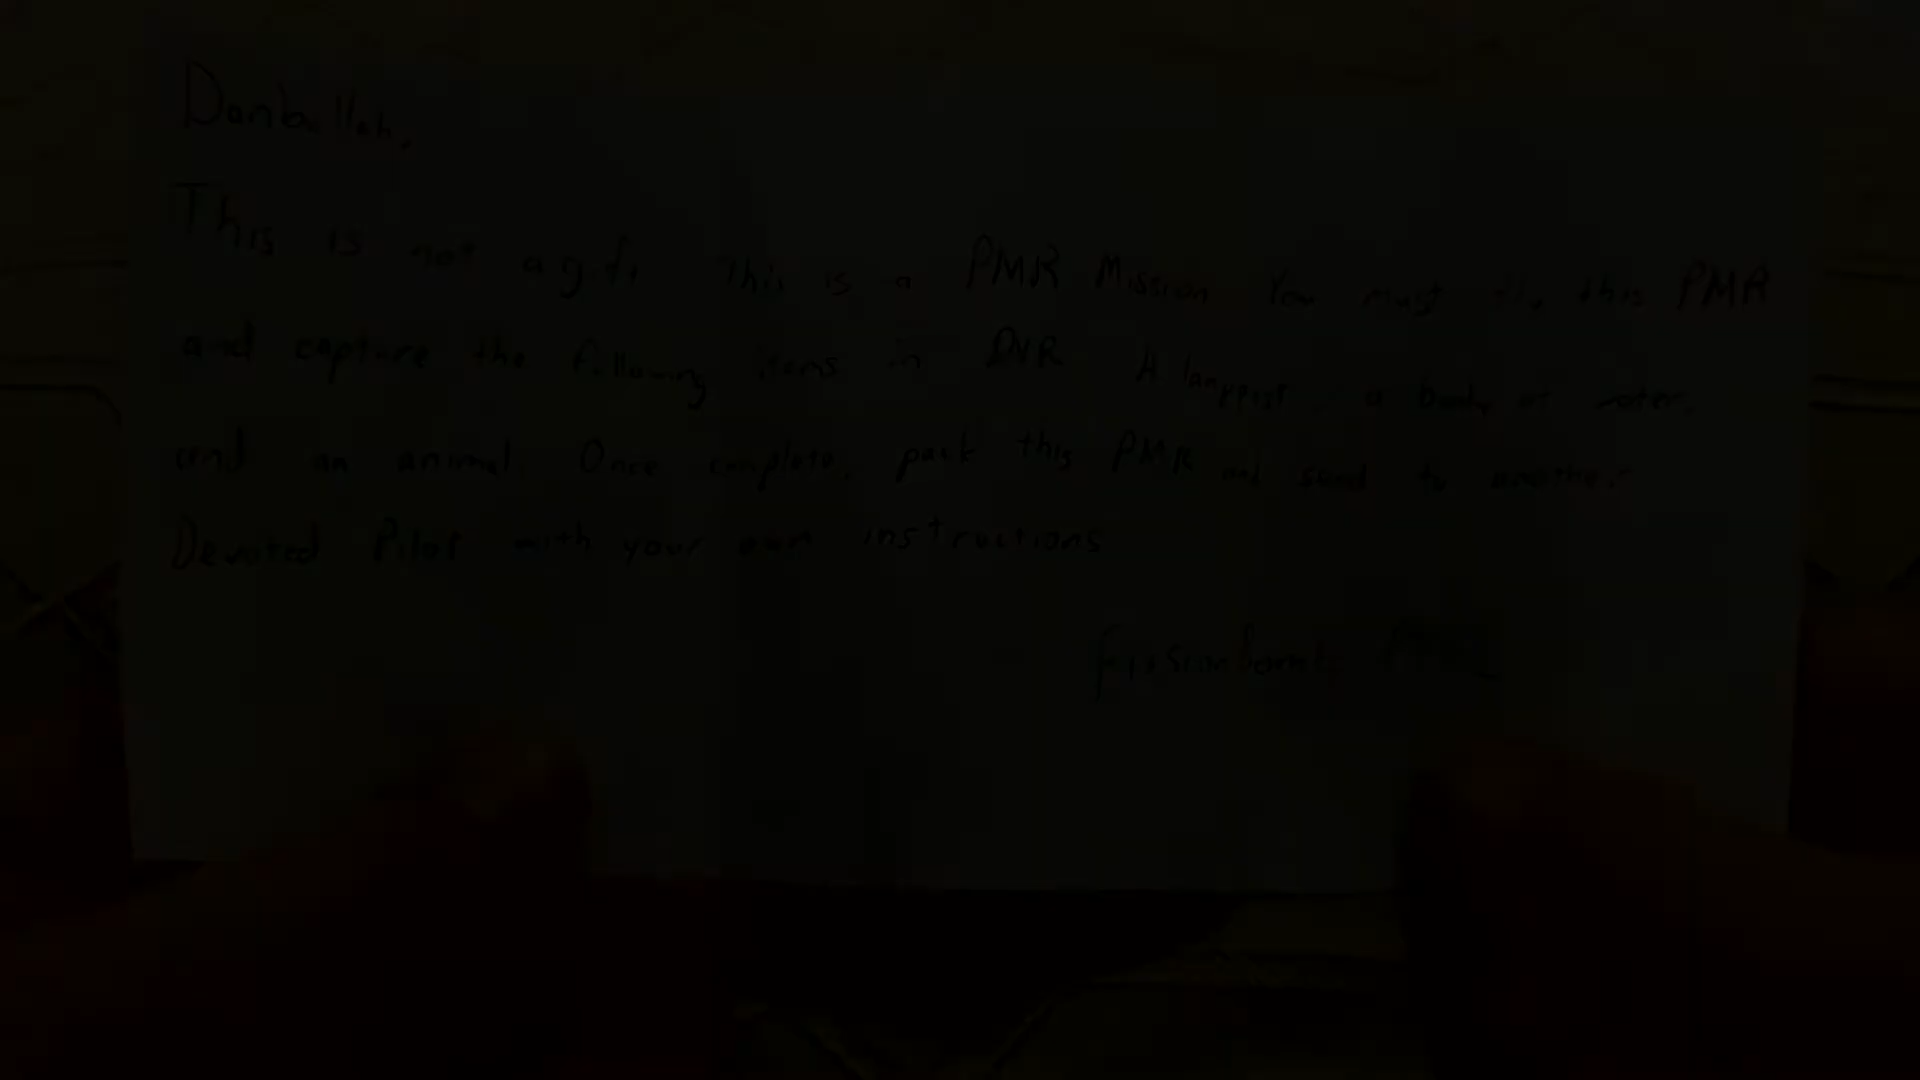 Danballah,
This is not a gift This is a PMR Mission You must fly this PMR
and capture the following items in DVR A lamppost, a body of water,
and an animal. Once complete, pack this PMR and send to another
Devoted Pilot with your own instructions